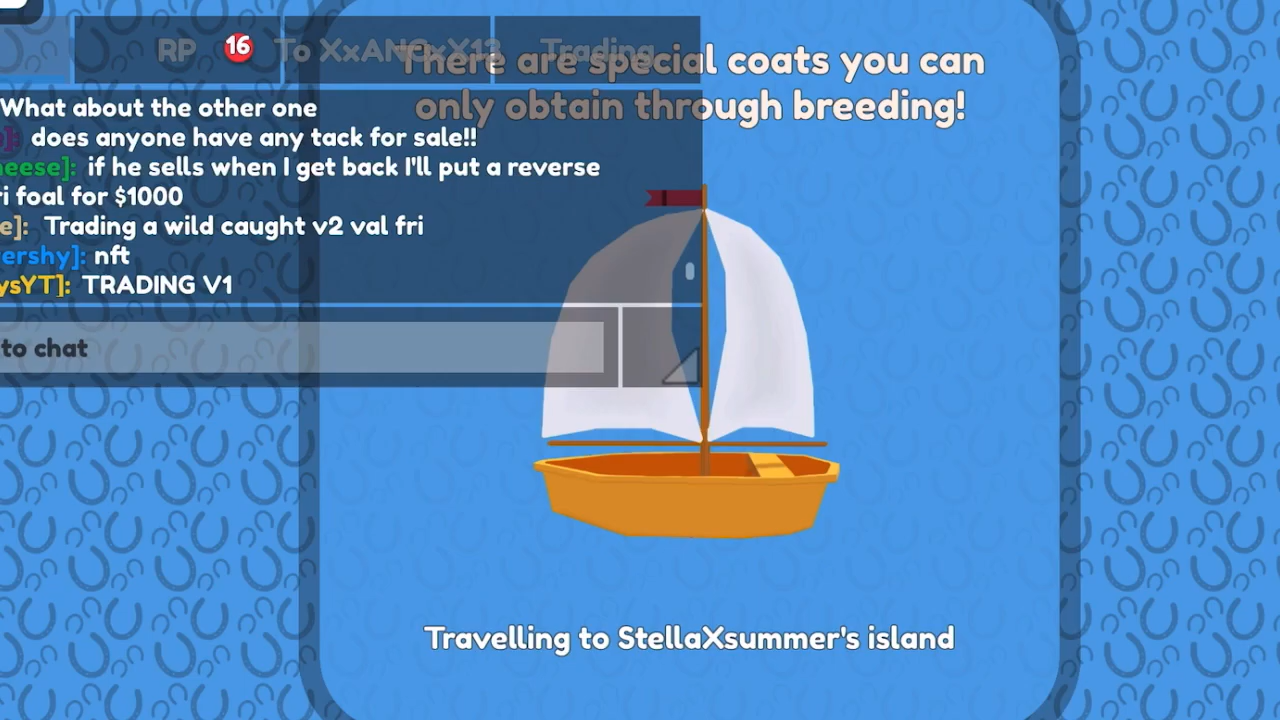 RP 16 To XxANGxX13 Trading
There are special coats you can
only obtain through breeding!
What about the other one
]: does anyone have any tack for sale!!
heese]: if he sells when I get back I'll put a reverse
ri foal for $1000
e]: Trading a wild caught v2 val fri
ershy]: nft
ysYT]: TRADING V1
to chat
Travelling to StellaXsummer's island